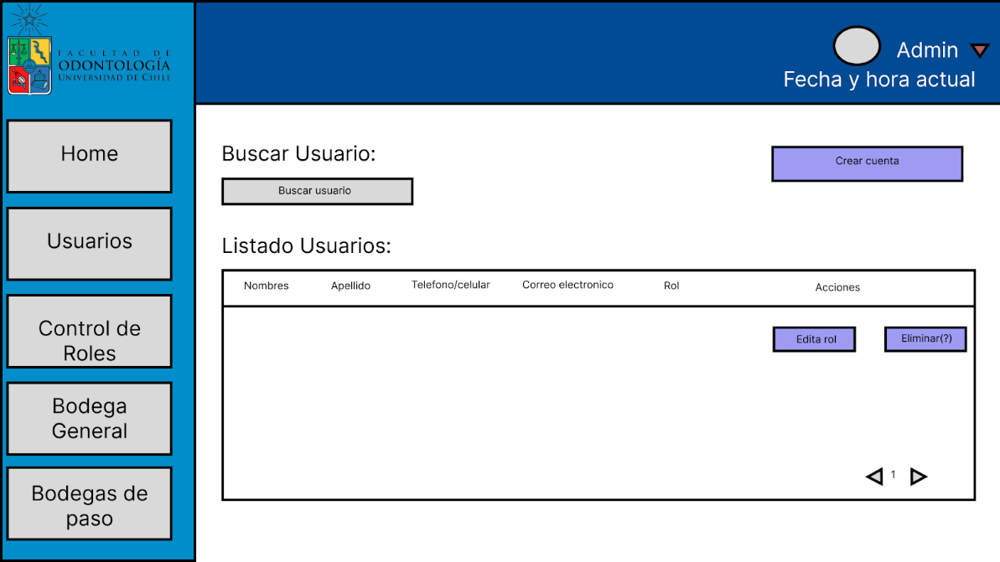 FACULTAD DE
ODONTOLOGÍA
UNIVERSIDAD DE CHILE
Admin
Fecha y hora actual
Home
Usuarios
Control de
Roles
Bodega
General
Bodegas de
paso
Buscar Usuario:
Crear cuenta
Buscar usuario
Listado Usuarios:
Nombres Apellido Telefono/celular Correo electronico Rol Acciones
Edita rol Eliminar(?)
1